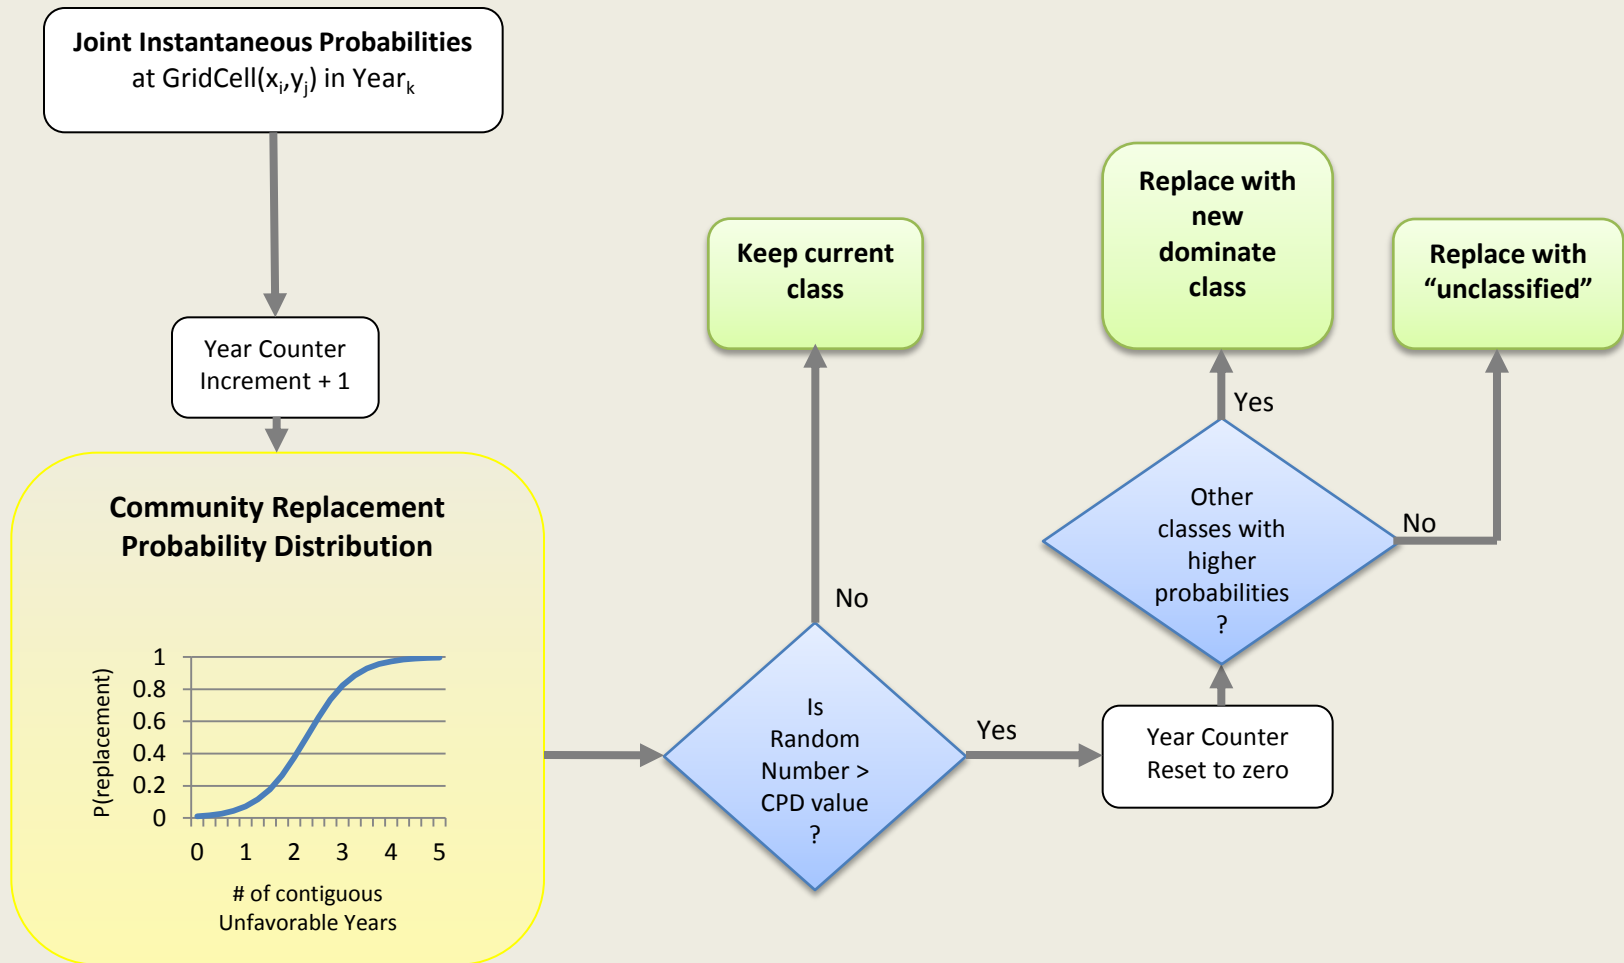 Joint Instantaneous Probabilities
at GridCell(xi,yj) in Yeark
Year Counter
Increment + 1
Community Replacement
Probability Distribution
P(replacement)
1
0.8
0.6
0.4
0.2
0
0 1 2 3 4 5
# of contiguous
Unfavorable Years
Is
Random
Number >
CPD value
?
No
Keep current
class
Yes
Year Counter
Reset to zero
Other
classes with
higher
probabilities
?
Yes
Replace with
new
dominate
class
No
Replace with
“unclassified”